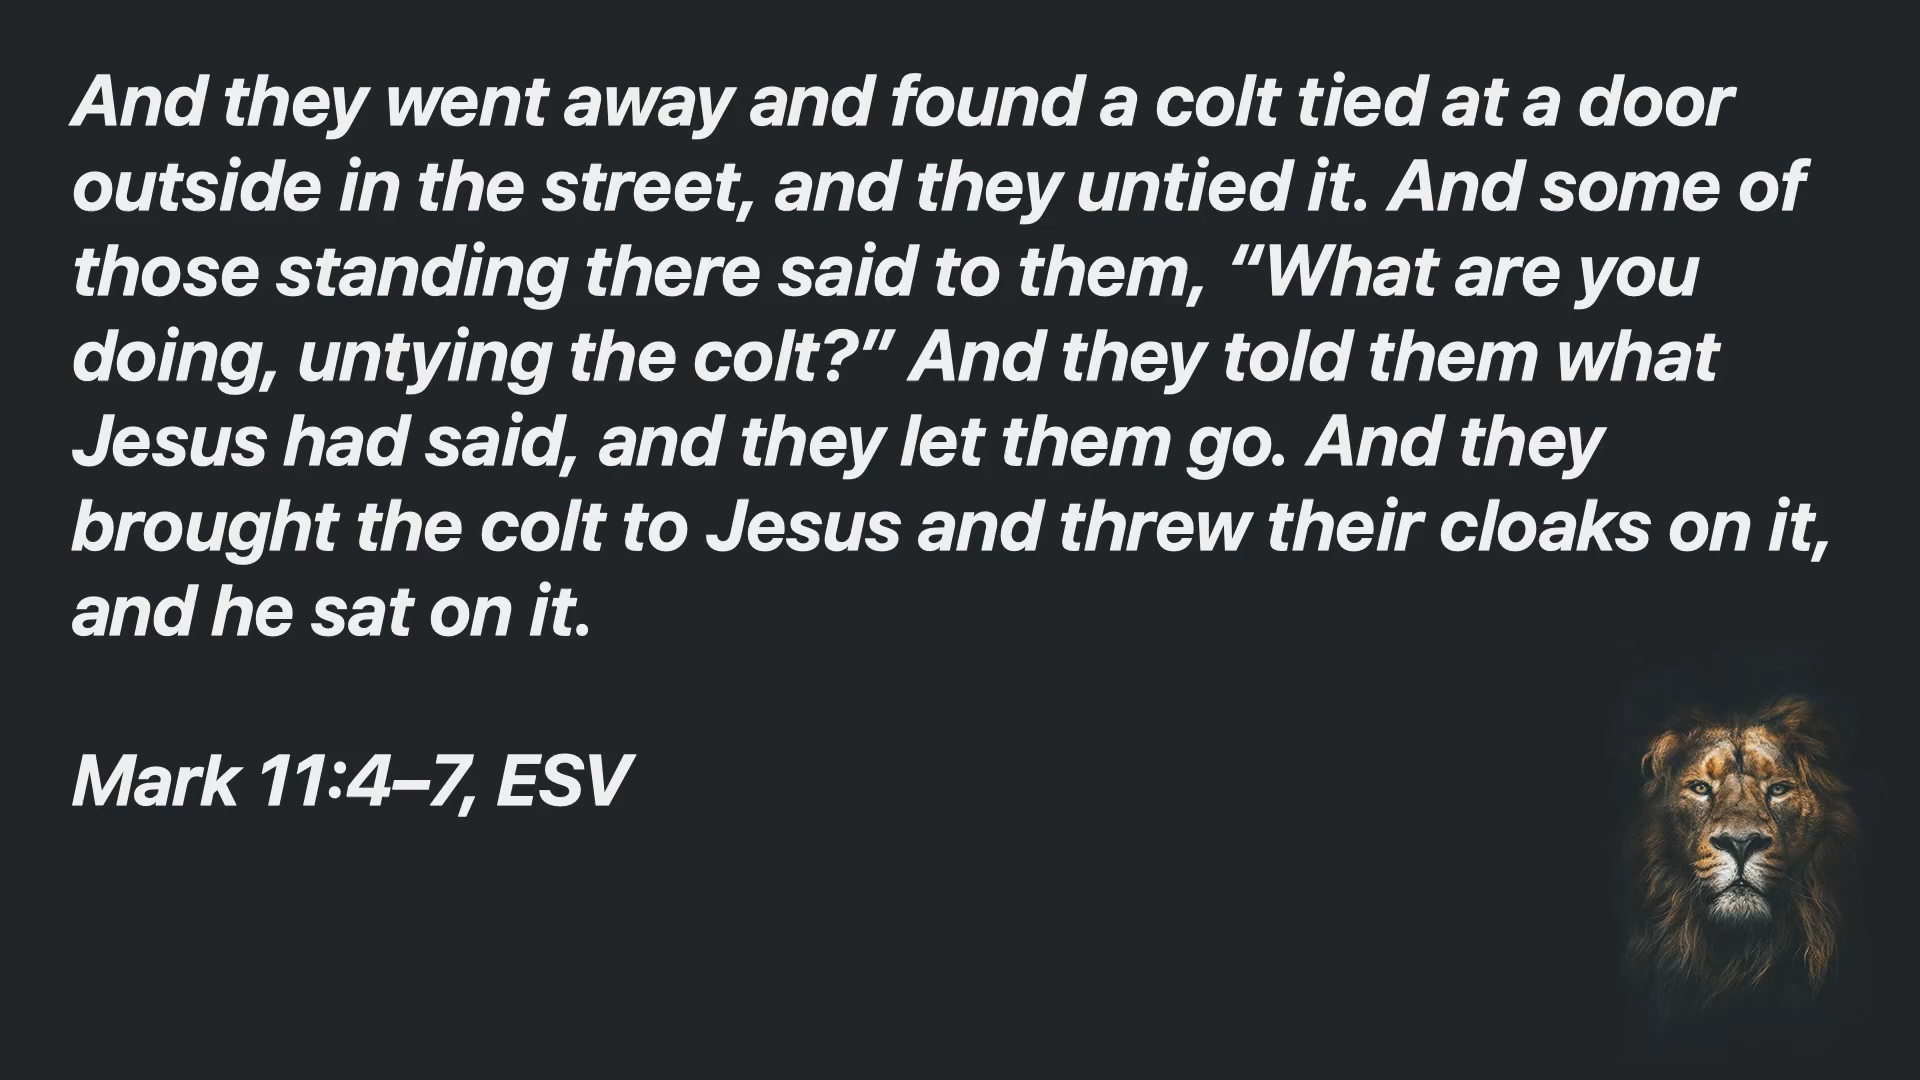 And they went away and found a colt tied at a door
outside in the street, and they untied it. And some of
those standing there said to them, “What are you
doing, untying the colt?” And they told them what
Jesus had said, and they let them go. And they
brought the colt to Jesus and threw their cloaks on it,
and he sat on it.
Mark 11:4–7, ESV